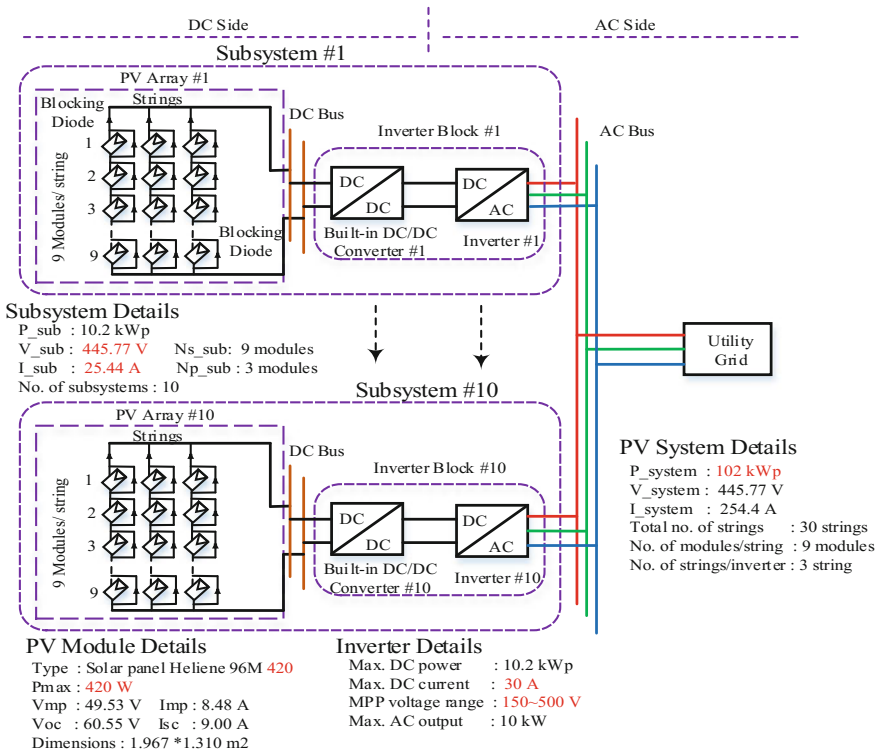 DC Side
AC Side
Subsystem #1
PV Array #1
Strings
Blocking
Diode
DC Bus
AC Bus
Inverter Block #1
1
2
3
9
9 Modules/ string
DC
DC
DC
AC
Blocking
Diode
Built-in DC/DC
Converter #1
Inverter #1
Subsystem Details
P_sub : 10.2 kWp
V_sub : 445.77 V Ns_sub: 9 modules
I_sub : 25.44 A Np_sub: 3 modules
No. of subsystems : 10
Utility
Grid
Subsystem #10
PV Array #10
Strings
DC Bus
Inverter Block #10
1
2
3
9
9 Modules/ string
DC
DC
DC
AC
Built-in DC/DC
Converter #10
Inverter #10
PV System Details
P_system : 102 kWp
V_system : 445.77 V
I_system : 254.4 A
Total no. of strings : 30 strings
No. of modules/string : 9 modules
No. of strings/inverter : 3 string
PV Module Details
Type : Solar panel Heliene 96M 420
Pmax : 420 W
Vmp : 49.53 V Imp : 8.48 A
Voc : 60.55 V Isc : 9.00 A
Dimensions : 1.967 *1.310 m2
Inverter Details
Max. DC power : 10.2 kWp
Max. DC current : 30 A
MPP voltage range : 150~500 V
Max. AC output : 10 kW